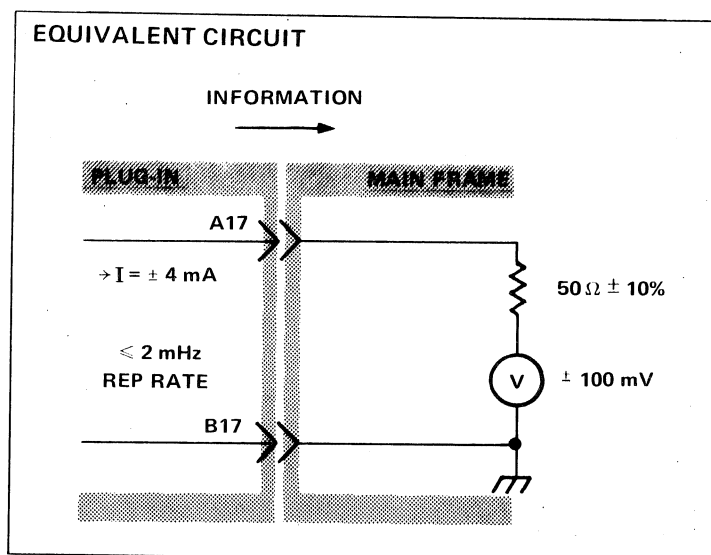 EQUIVALENT CIRCUIT
INFORMATION
PLUG-IN
MAIN FRAME
A17
→ I = ± 4 mA
50 Ω ± 10%
≤ 2 mHz
REP RATE
V
± 100 mV
B17